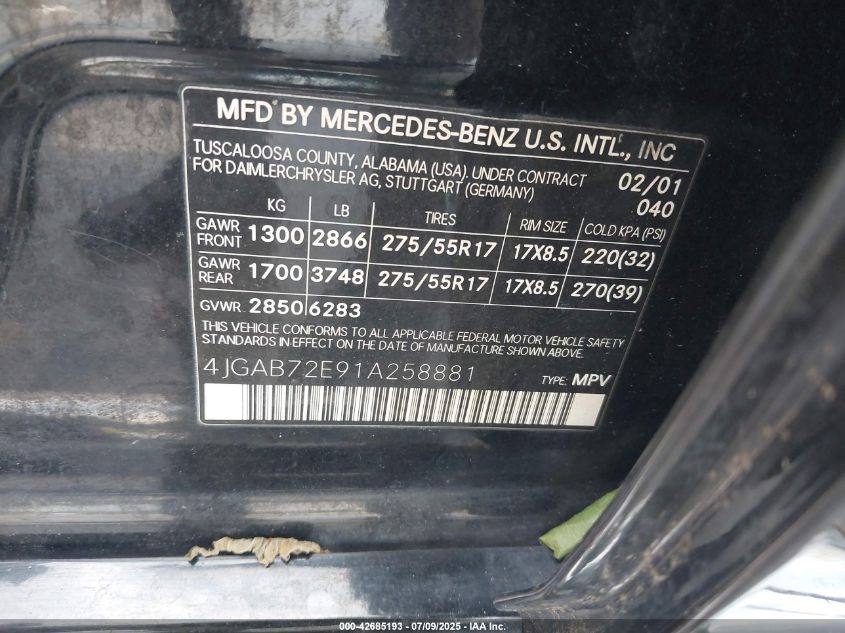 MFD BY MERCEDES-BENZ U.S. INTL., INC
TUSCALOOSA COUNTY, ALABAMA (USA). UNDER CONTRACT 02/01
FOR DAIMLERCHRYSLER AG, STUTTGART (GERMANY) 040
KG LB TIRES RIM SIZE COLD KPA (PSI)
GAWR FRONT 1300 2866 275/55R17 17X8.5 220(32)
GAWR REAR 1700 3748 275/55R17 17X8.5 270(39)
GVWR 2850 6283
THIS VEHICLE CONFORMS TO ALL APPLICABLE FEDERAL MOTOR VEHICLE SAFETY
STANDARDS IN EFFECT ON THE DATE OF MANUFACTURE SHOWN ABOVE.
4JGAB72E91A258881 TYPE: MPV
000-42685193 - 07/09/2025 - IAA Inc.